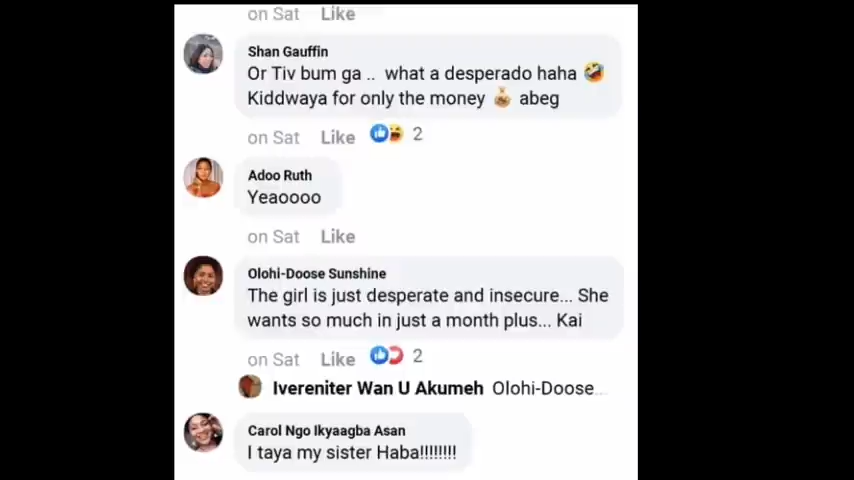 on Sat Like
Shan Gauffin
Or Tiv bum ga .. what a desperado haha 🤣
Kiddwaya for only the money 💰 abeg
on Sat Like 2
Adoo Ruth
Yeaoooo
on Sat Like
Olohi-Doose Sunshine
The girl is just desperate and insecure... She
wants so much in just a month plus... Kai
on Sat Like 2
Ivereniter Wan U Akumeh Olohi-Doose...
Carol Ngo Ikyaagba Asan
I taya my sister Haba!!!!!!!!